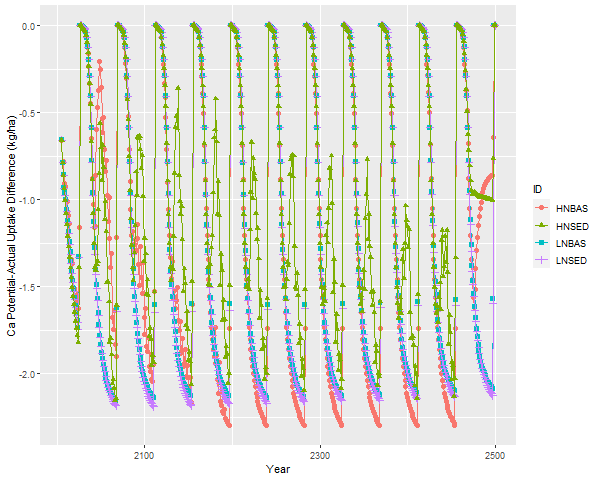 Ca Potential-Actual Uptake Difference (kg/ha)
0.0
-0.5
-1.0
-1.5
-2.0
2100
2300
2500
Year
ID
HNBAS
HNSED
LNBAS
LNSED